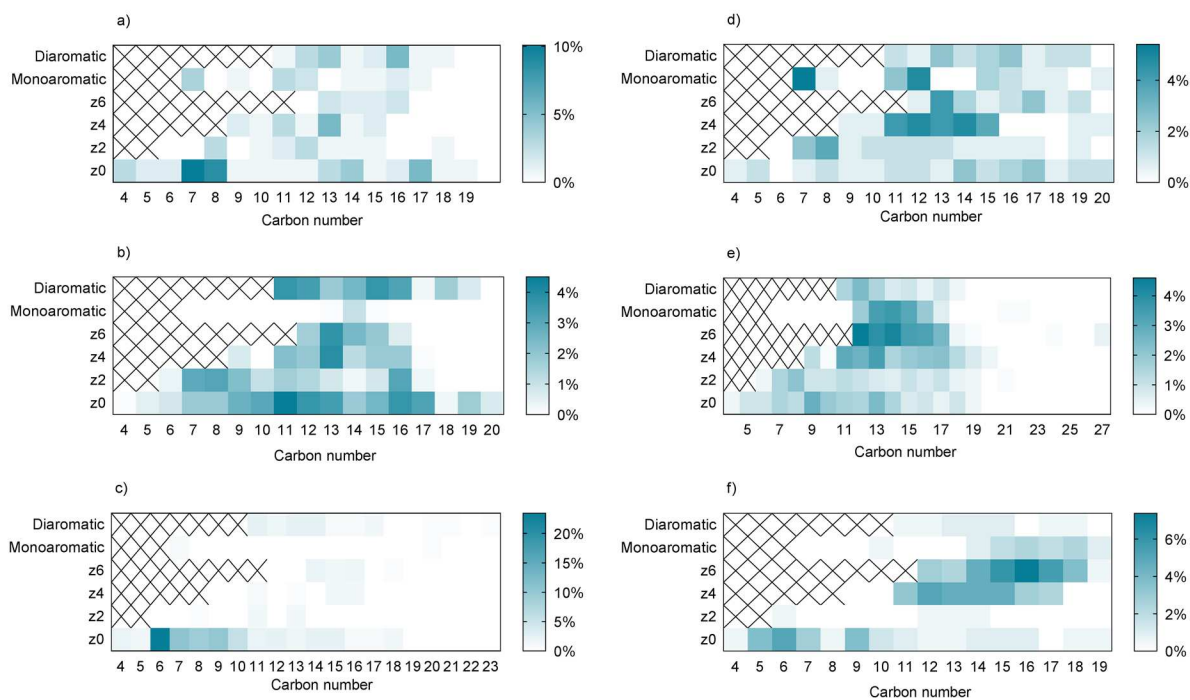 a)
Diaromatic
Monoaromatic
z6
z4
z2
z0
4 5 6 7 8 9 10 11 12 13 14 15 16 17 18 19
Carbon number
10%
5%
0%
b)
Diaromatic
Monoaromatic
z6
z4
z2
z0
4 5 6 7 8 9 10 11 12 13 14 15 16 17 18 19 20
Carbon number
4%
3%
2%
1%
0%
c)
Diaromatic
Monoaromatic
z6
z4
z2
z0
4 5 6 7 8 9 10 11 12 13 14 15 16 17 18 19 20 21 22 23
Carbon number
20%
15%
10%
5%
0%
d)
Diaromatic
Monoaromatic
z6
z4
z2
z0
4 5 6 7 8 9 10 11 12 13 14 15 16 17 18 19 20
Carbon number
4%
2%
0%
e)
Diaromatic
Monoaromatic
z6
z4
z2
z0
5 7 9 11 13 15 17 19 21 23 25 27
Carbon number
4%
3%
2%
1%
0%
f)
Diaromatic
Monoaromatic
z6
z4
z2
z0
4 5 6 7 8 9 10 11 12 13 14 15 16 17 18 19
Carbon number
6%
4%
2%
0%